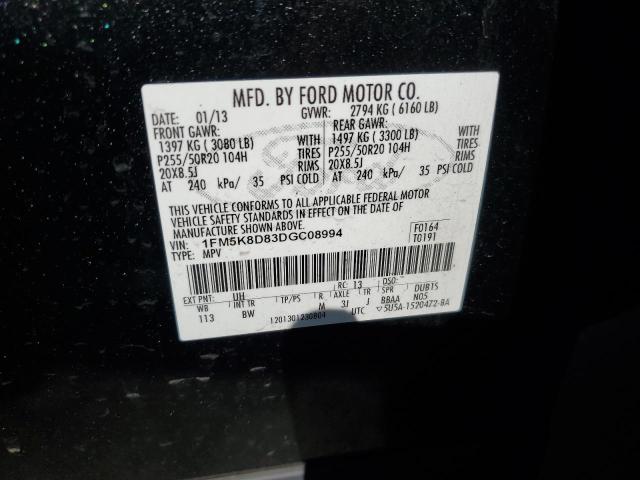 MFD. BY FORD MOTOR CO.
DATE: 01/13 GVWR: 2794 KG ( 6160 LB)
FRONT GAWR: REAR GAWR:
1397 KG ( 3080 LB) WITH 1497 KG ( 3300 LB) WITH
P255/50R20 104H TIRES P255/50R20 104H TIRES
20X8.5J RIMS 20X8.5J RIMS
AT 240 kPa/ 35 PSI COLD AT 240 kPa/ 35 PSI COLD
THIS VEHICLE CONFORMS TO ALL APPLICABLE FEDERAL MOTOR
VEHICLE SAFETY STANDARDS IN EFFECT ON THE DATE OF
MANUFACTURE SHOWN ABOVE.
VIN: 1FM5K8D83DGC08994 F0164
TYPE: MPV T0191
EXT PNT: UH RC: 13 DSO:
WB INT TR TP/PS R AXLE TR SPR DUBTS
113 BW M 3J J BBAA N05
1201301230804 UTC 5U5A-1520472-BA
Ford